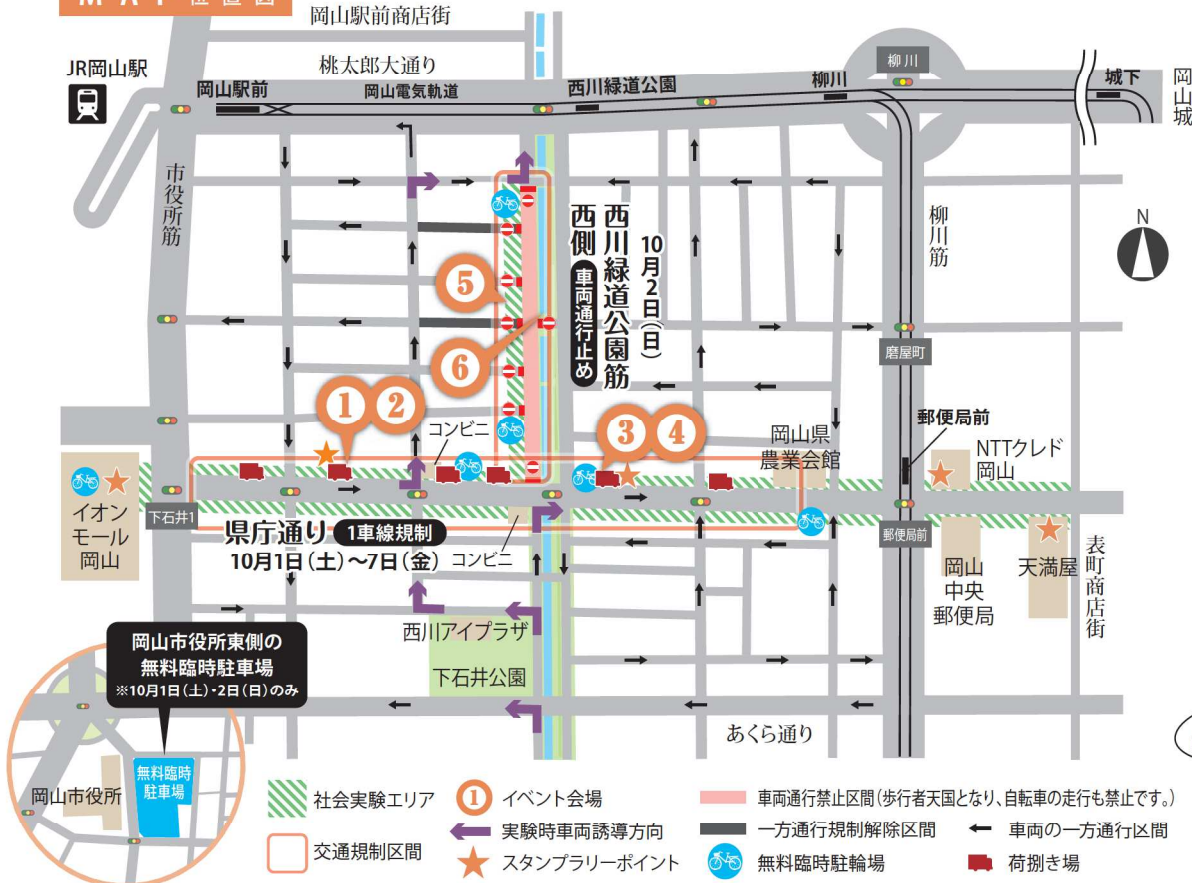 MAP 位置図
岡山駅前商店街
JR岡山駅
桃太郎大通り
岡山駅前
岡山電気軌道
西川緑道公園
柳川
柳川
城下
岡山城
市役所筋
柳川筋
N
10月2日(日)
西川緑道公園筋
西側 車両通行止め
⑤
⑥
磨屋町
① ②
コンビニ
③ ④
岡山県
農業会館
郵便局前
NTTクレド
岡山
イオン
モール
岡山
下石井1
県庁通り 1車線規制
10月1日(土)~7日(金)
コンビニ
郵便局前
岡山
中央
郵便局
天満屋
表町商店街
西川アイプラザ
下石井公園
あくら通り
岡山市役所東側の
無料臨時駐車場
※10月1日(土)・2日(日)のみ
無料臨時
駐車場
岡山市役所
社会実験エリア
① イベント会場
車両通行禁止区間(歩行者天国となり、自転車の走行も禁止です。)
実験時車両誘導方向
一方通行規制解除区間
車両の一方通行区間
交通規制区間
スタンプラリーポイント
無料臨時駐輪場
荷捌き場